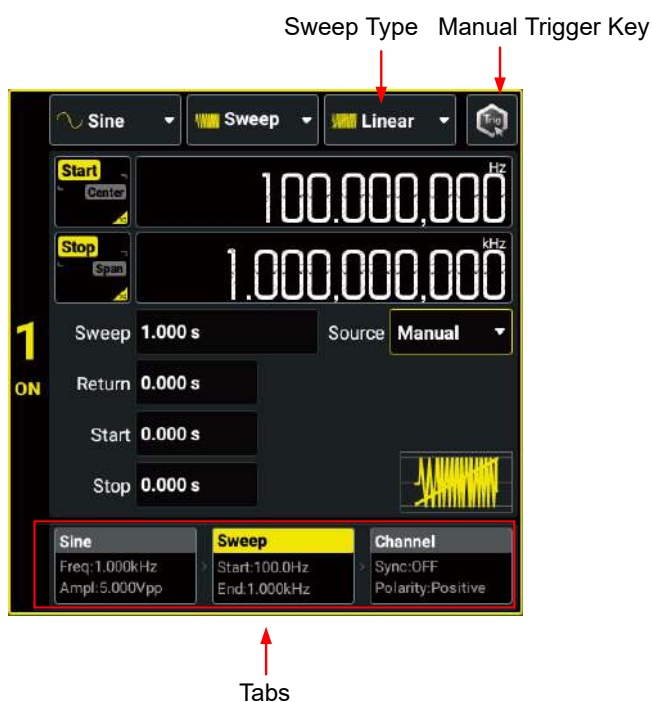 Sweep Type Manual Trigger Key
Sine Sweep Linear Trig
Start
Center
100.000,000 Hz
Stop
Span
1.000,000,000 kHz
1
ON
Sweep 1.000 s Source Manual
Return 0.000 s
Start 0.000 s
Stop 0.000 s
Sine Sweep Channel
Freq:1.000kHz Start:100.0Hz Sync:OFF
Ampl:5.000Vpp End:1.000kHz Polarity:Positive
Tabs